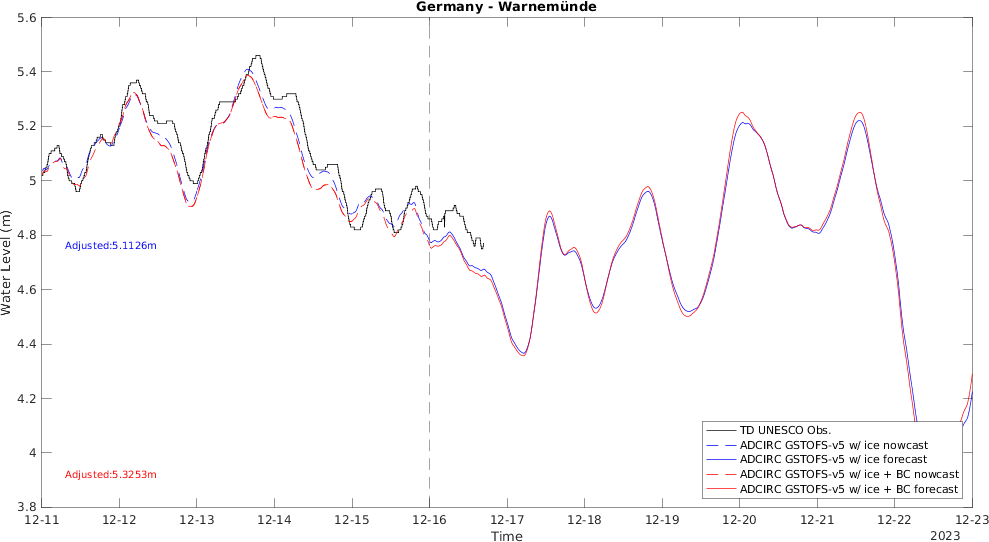 Germany - Warnemünde
5.6
5.4
5.2
5
4.8
4.6
4.4
4.2
4
3.8
Water Level (m)
Adjusted:5.1126m
Adjusted:5.3253m
TD UNESCO Obs.
ADCIRC GSTOFS-v5 w/ ice nowcast
ADCIRC GSTOFS-v5 w/ ice forecast
ADCIRC GSTOFS-v5 w/ ice + BC nowcast
ADCIRC GSTOFS-v5 w/ ice + BC forecast
12-11 12-12 12-13 12-14 12-15 12-16 12-17 12-18 12-19 12-20 12-21 12-22 12-23
Time
2023